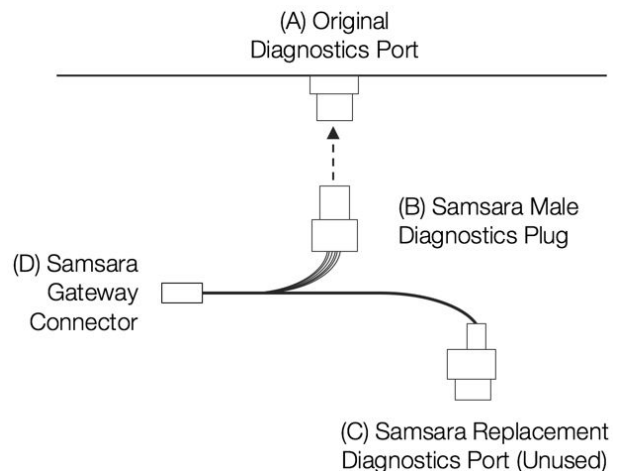 (A) Original
Diagnostics Port
(B) Samsara Male
Diagnostics Plug
(D) Samsara
Gateway
Connector
(C) Samsara Replacement
Diagnostics Port (Unused)